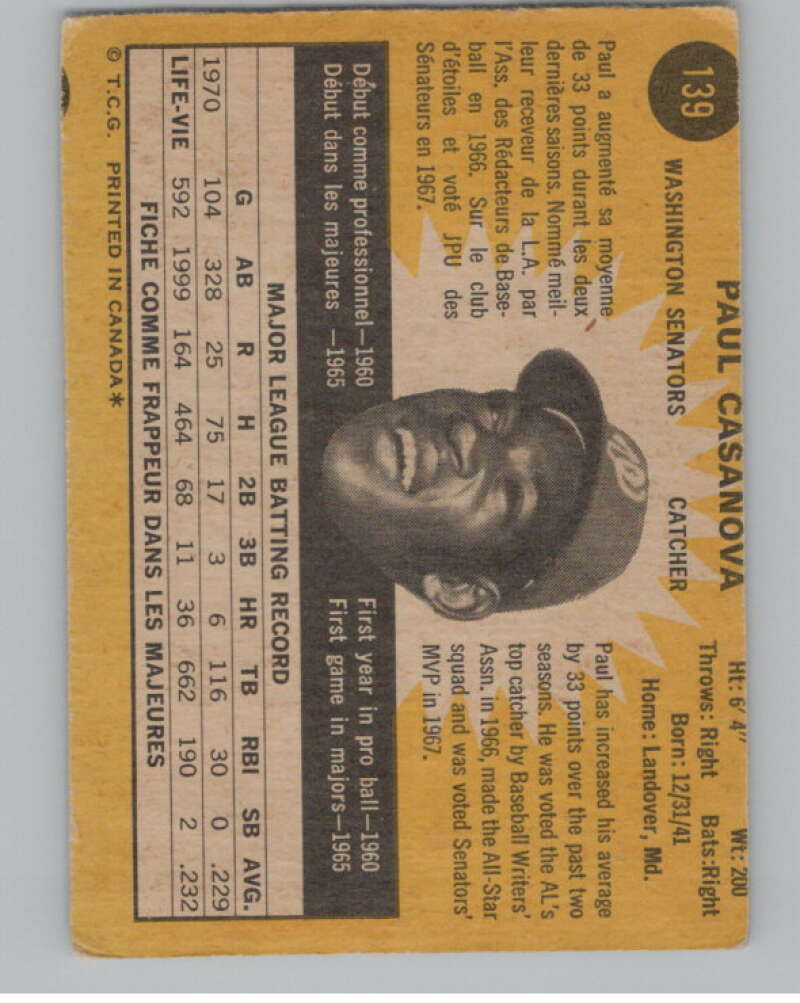 139
PAUL CASANOVA
WASHINGTON SENATORS CATCHER
Ht: 6' 4" Wt: 200
Throws: Right Bats: Right
Born: 12/31/41
Home: Landover, Md.
Paul a augmenté sa moyenne
de 33 points durant les deux
dernières saisons. Nommé meil-
leur receveur de la L.A. par
l'Ass. des Rédacteurs de Base-
ball en 1966. Sur le club
d'étoiles et voté JPU des
Sénateurs en 1967.
Paul has increased his average
by 33 points over the past two
seasons. He was voted the AL's
top catcher by Baseball Writers'
Assn. in 1966, made the All-Star
squad and was voted Senators'
MVP in 1967.
Début comme professionnel—1960
Début dans les majeures —1965
First year in pro ball—1960
First game in majors—1965
MAJOR LEAGUE BATTING RECORD
G AB R H 2B 3B HR TB RBI SB AVG.
1970 104 328 25 75 17 3 6 116 30 0 .229
LIFE-VIE 592 1999 164 464 68 11 36 662 190 2 .232
FICHE COMME FRAPPEUR DANS LES MAJEURES
© T.C.G. PRINTED IN CANADA *